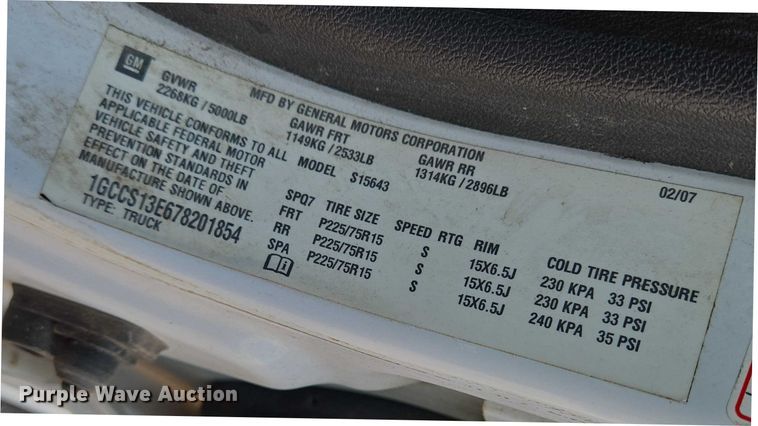 GM
MFD BY GENERAL MOTORS CORPORATION 02/07
GVWR GAWR FRT GAWR RR
2268KG/5000LB 1149KG/2533LB 1314KG/2896LB
THIS VEHICLE CONFORMS TO ALL
APPLICABLE FEDERAL MOTOR
VEHICLE SAFETY AND THEFT
PREVENTION STANDARDS IN
EFFECT ON THE DATE OF
MANUFACTURE SHOWN ABOVE.
1GCCS13E678201854
TYPE: TRUCK
MODEL S15643
SPQ7 TIRE SIZE SPEED RTG RIM COLD TIRE PRESSURE
FRT P225/75R15 S 15X6.5J 230 KPA 33 PSI
RR P225/75R15 S 15X6.5J 230 KPA 33 PSI
SPA P225/75R15 S 15X6.5J 240 KPA 35 PSI
Purple Wave Auction